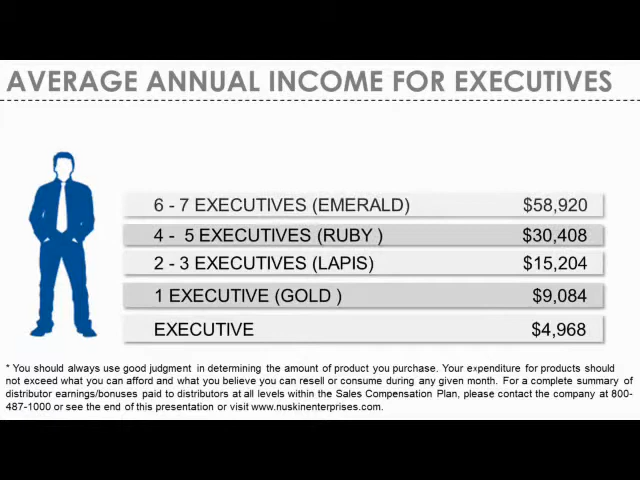 AVERAGE ANNUAL INCOME FOR EXECUTIVES
6 - 7 EXECUTIVES (EMERALD) $58,920
4 - 5 EXECUTIVES (RUBY ) $30,408
2 - 3 EXECUTIVES (LAPIS) $15,204
1 EXECUTIVE (GOLD ) $9,084
EXECUTIVE $4,968
* You should always use good judgment in determining the amount of product you purchase. Your expenditure for products should
not exceed what you can afford and what you believe you can resell or consume during any given month. For a complete summary of
distributor earnings/bonuses paid to distributors at all levels within the Sales Compensation Plan, please contact the company at 800-
487-1000 or see the end of this presentation or visit www.nuskinenterprises.com.